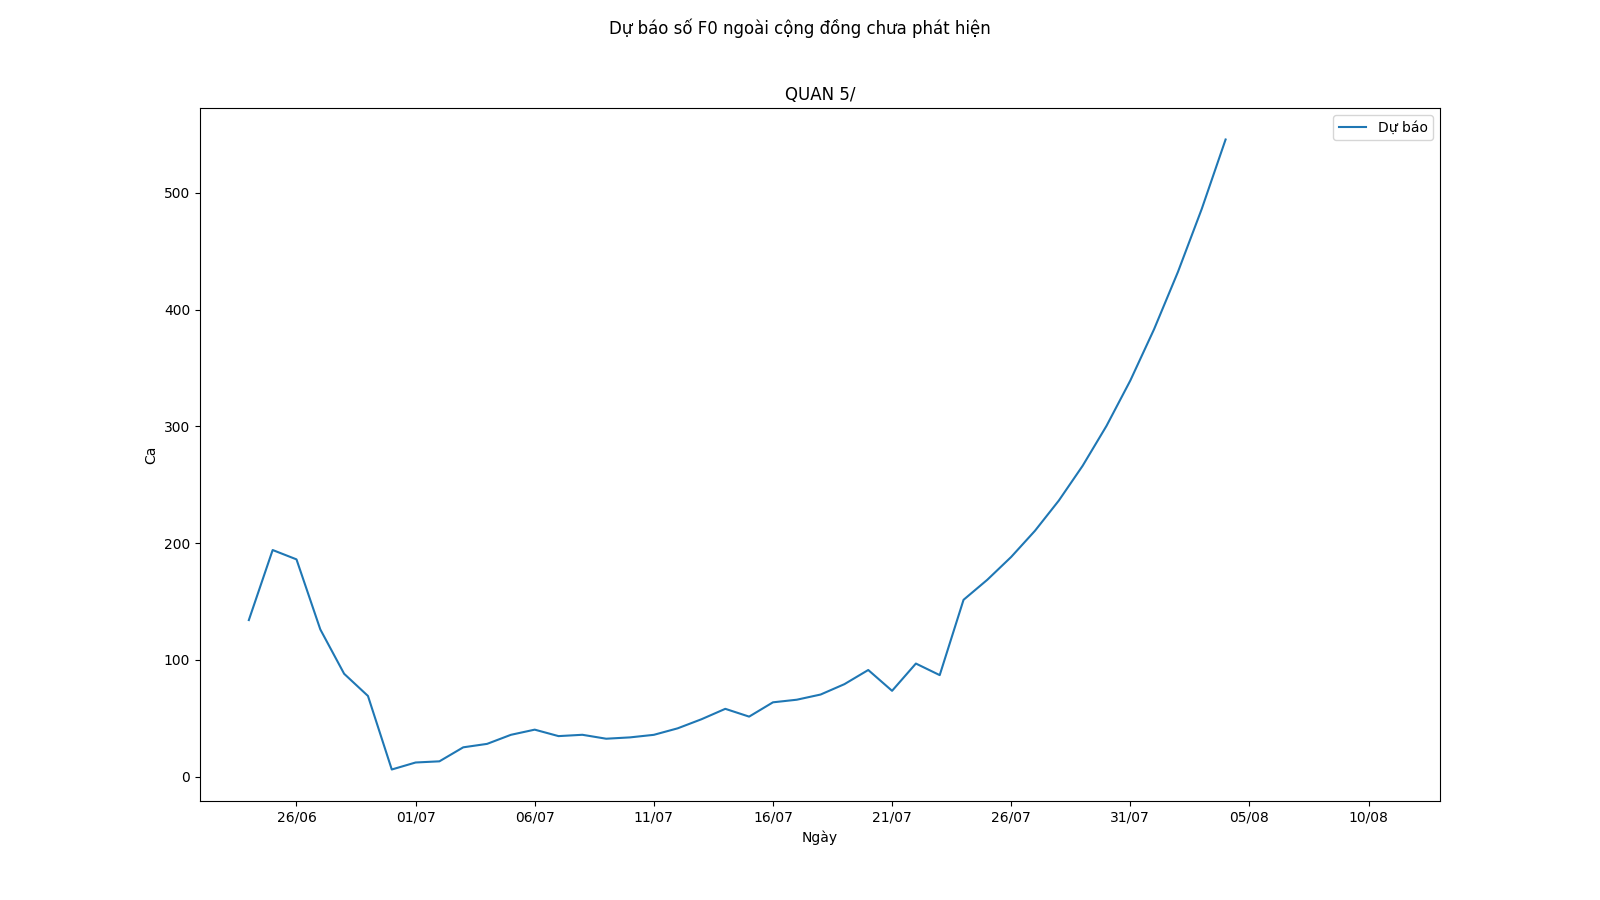 Dự báo số F0 ngoài cộng đồng chưa phát hiện
QUAN 5/
Dự báo
500
400
300
200
100
0
Ca
26/06 01/07 06/07 11/07 16/07 21/07 26/07 31/07 05/08 10/08
Ngày